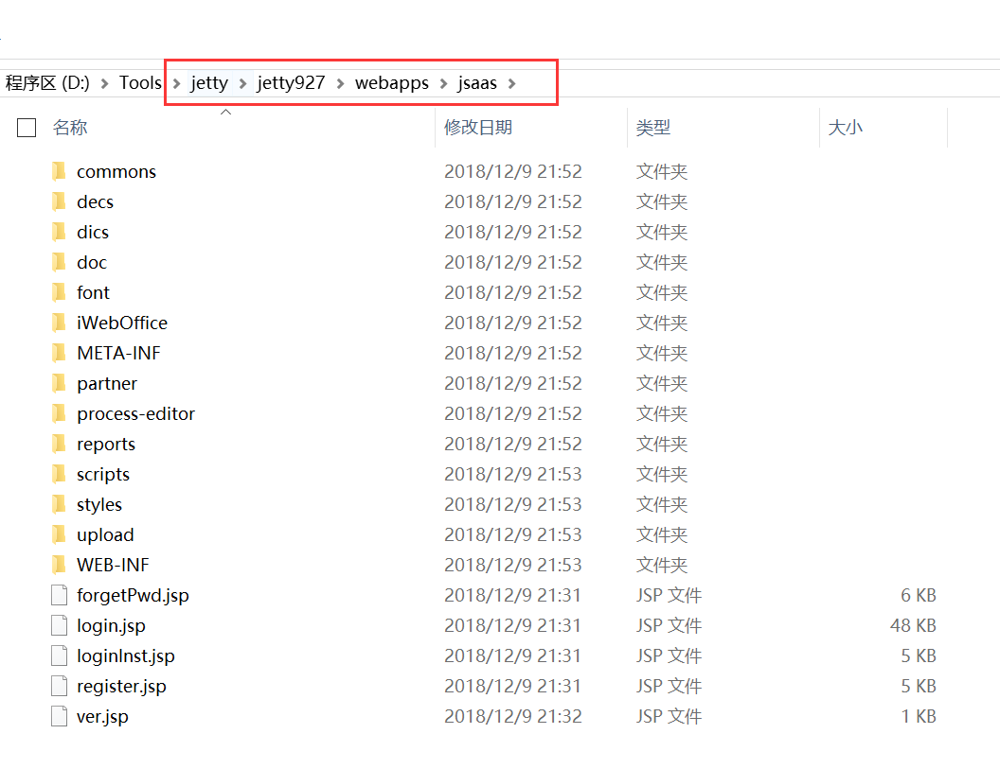 程序区 (D:) > Tools > jetty > jetty927 > webapps > jsaas >
名称 修改日期 类型 大小
commons 2018/12/9 21:52 文件夹
decs 2018/12/9 21:52 文件夹
dics 2018/12/9 21:52 文件夹
doc 2018/12/9 21:52 文件夹
font 2018/12/9 21:52 文件夹
iWebOffice 2018/12/9 21:52 文件夹
META-INF 2018/12/9 21:52 文件夹
partner 2018/12/9 21:52 文件夹
process-editor 2018/12/9 21:52 文件夹
reports 2018/12/9 21:52 文件夹
scripts 2018/12/9 21:53 文件夹
styles 2018/12/9 21:53 文件夹
upload 2018/12/9 21:53 文件夹
WEB-INF 2018/12/9 21:53 文件夹
forgetPwd.jsp 2018/12/9 21:31 JSP 文件 6 KB
login.jsp 2018/12/9 21:31 JSP 文件 48 KB
loginInst.jsp 2018/12/9 21:31 JSP 文件 5 KB
register.jsp 2018/12/9 21:31 JSP 文件 5 KB
ver.jsp 2018/12/9 21:32 JSP 文件 1 KB